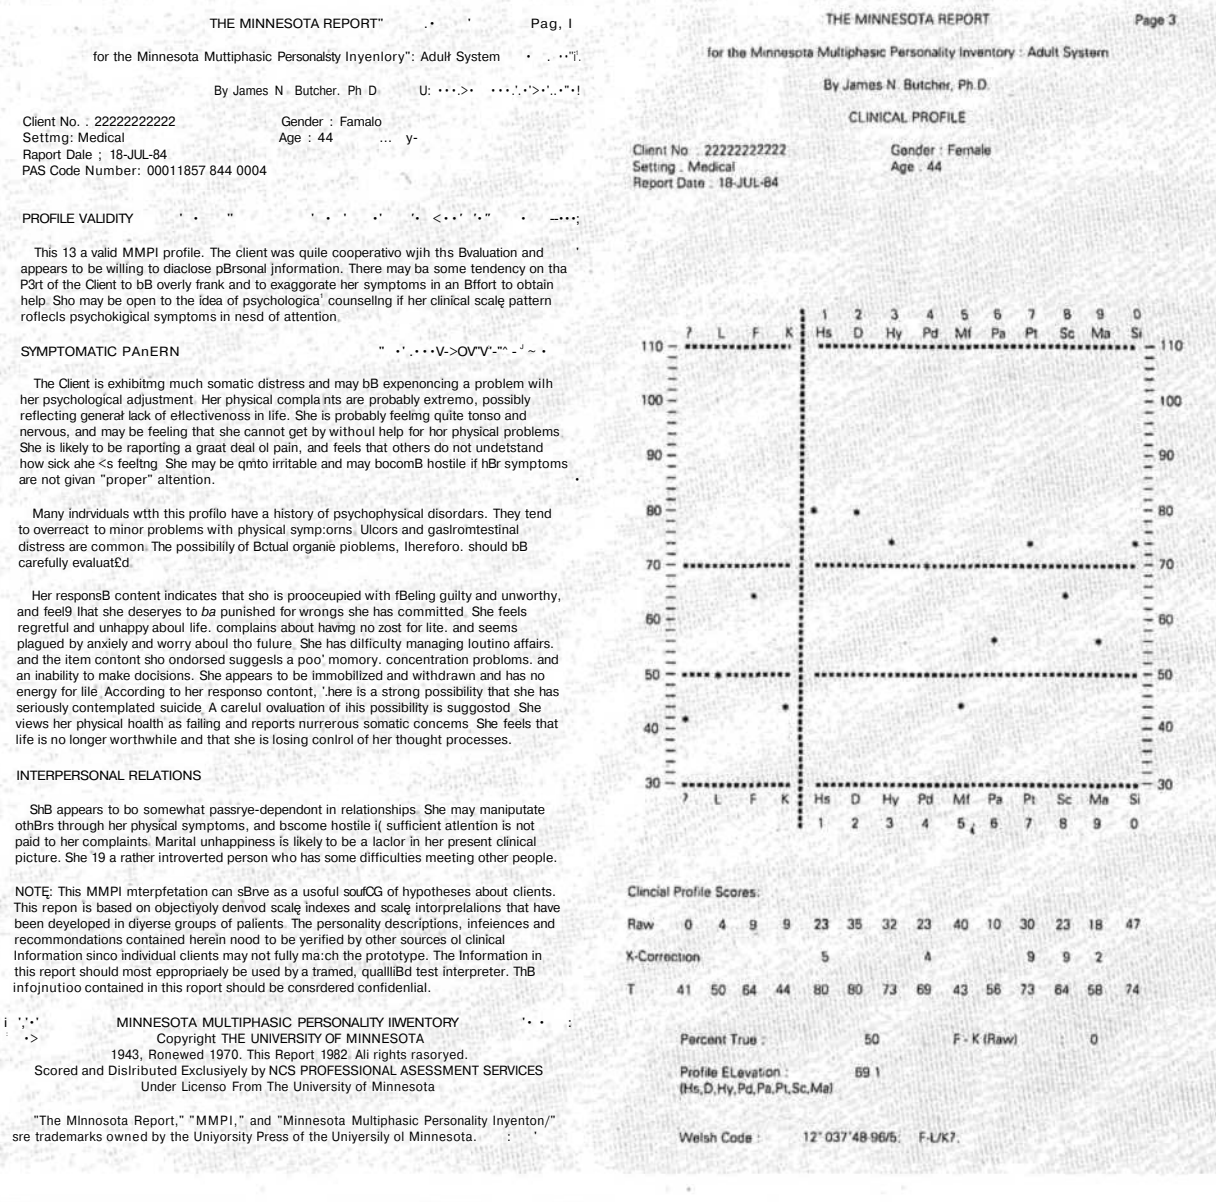 THE MINNESOTA REPORT" Pag, I
for the Minnesota Muttiphasic Personalsty Inyenlory": Adulł System
By James N Butcher. Ph D
Client No. . 22222222222 Gender : Famalo
Settmg: Medical Age : 44 ... y-
Raport Dale ; 18-JUL-84
PAS Code Number: 00011857 844 0004
PROFILE VALIDITY
This 13 a valid MMPI profile. The client was quile cooperativo wjih ths Bvaluation and
appears to be willing to diaclose pBrsonal jnformation. There may ba some tendency on tha
P3rt of the Client to bB overly frank and to exaggorate her symptoms in an Bffort to obtain
help Sho may be open to the idea of psychologica' counsellng if her clinical scalę pattern
roflecls psychokigical symptoms in nesd of attention
SYMPTOMATIC PAnERN
The Client is exhibitmg much somatic distress and may bB expenoncing a problem wilh
her psychological adjustment Her physical compla nts are probably extremo, possibly
reflecting generał lack of ełlectiveness in life. She is probably feelmg quite tonso and
nervous, and may be feeling that she cannot get by withoul help for hor physical problems
She is likely to be raporting a graat deal ol pain, and feels that others do not undetstand
how sick ahe <s feeltng She may be qnto irritable and may bocomB hostile if hBr symptoms
are not givan "proper" altention.
Many indrviduals wtth this profilo have a history of psychophysical disordars. They tend
to overreact to minor problems with physical symp:orns Ulcors and gaslromtestinal
distress are common The possibilily of Bctual organie pioblems, Ihereforo. should bB
carefully evaluat£d
Her responsB content indicates that sho is prooceupied with fBeling guilty and unworthy,
and feel9 lhat she deseryes to ba punished for wrongs she has committed She feels
regretful and unhappy aboul life. complains about havmg no zost for lite. and seems
plagued by anxiely and worry aboul tho fulure She has difficulty managing loutino affairs.
and the item contont sho ondorsed suggesls a poo' momory. concentration probloms. and
an inability to make docisions. She appears to be immobilized and withdrawn and has no
energy for lile According to her responso contont, '.here is a strong possibility that she has
seriously contemplated suicide A careful ovaluation of ihis possibility is suggostod She
views her physical hoalth as failing and reports nurrerous somatic concems She feels that
life is no longer worthwhile and that she is losing conlrol of her thought processes.
INTERPERSONAL RELATIONS
ShB appears to bo somewhat passrye-dependont in relationships She may maniputate
othBrs through her physical symptoms, and bscome hostile i( sufficient atlention is not
paid to her complaints Marital unhappiness is likely to be a laclor in her present clinical
picture. She 19 a rather introverted person who has some difficulties meeting other people.
NOTĘ: This MMPI mterpfetation can sBrve as a usoful soufCG of hypotheses about clients.
This repon is based on objectiyoly denvod scalę indexes and scalę intorprelalions that have
been deyeloped in diyerse groups of palients The personality descriptions, infeiences and
recommondations contained herein nood to be yerified by other sources ol clinical
Information sinco individual clients may not fully ma:ch the prototype. The Information in
this report should most eppropriaely be used by a tramed, qualliBd test interpreter. ThB
infojnutioo contained in this roport should be consrdered confidenlial.
MINNESOTA MULTIPHASIC PERSONALITY IIWENTORY
Copyright THE UNIVERSITY OF MINNESOTA
1943, Ronewed 1970. This Report 1982 Ali rights rasoryed.
Scored and Dislributed Exclusiyely by NCS PROFESSIONAL ASESSMENT SERVICES
Under Licenso From The University of Minnesota
"The MInnosota Report," "MMPI," and "Minnesota Multiphasic Personality Inyenton/"
sre trademarks owned by the Uniyorsity Press of the Uniyersily ol Minnesota.
THE MINNESOTA REPORT Page 3
for the Minnesota Multiphasic Personality Inventory : Adult System
By James N. Butcher, Ph.D.
CLINICAL PROFILE
Client No. : 22222222222 Gender : Female
Setting . Medical Age . 44
Report Date : 18-JUL-84
1 2 3 4 5 6 7 8 9 0
? L F K Hs D Hy Pd Mf Pa Pt Sc Ma Si
110 110
100 100
90 90
80 80
70 70
60 60
50 50
40 40
30 30
? L F K Hs D Hy Pd Mf Pa Pt Sc Ma Si
1 2 3 4 5 6 7 8 9 0
Clincial Profile Scores:
Raw 0 4 9 9 23 35 32 23 40 10 30 23 18 47
K-Correction 5 4 9 9 2
T 41 50 64 44 80 80 73 69 43 56 73 64 58 74
Percent True : 50 F - K (Raw) : 0
Profile ELevation : 69 1
(Hs,D,Hy,Pd,Pa,Pt,Sc,Ma)
Welsh Code : 12" 037'48-96/5: F-L/K?.